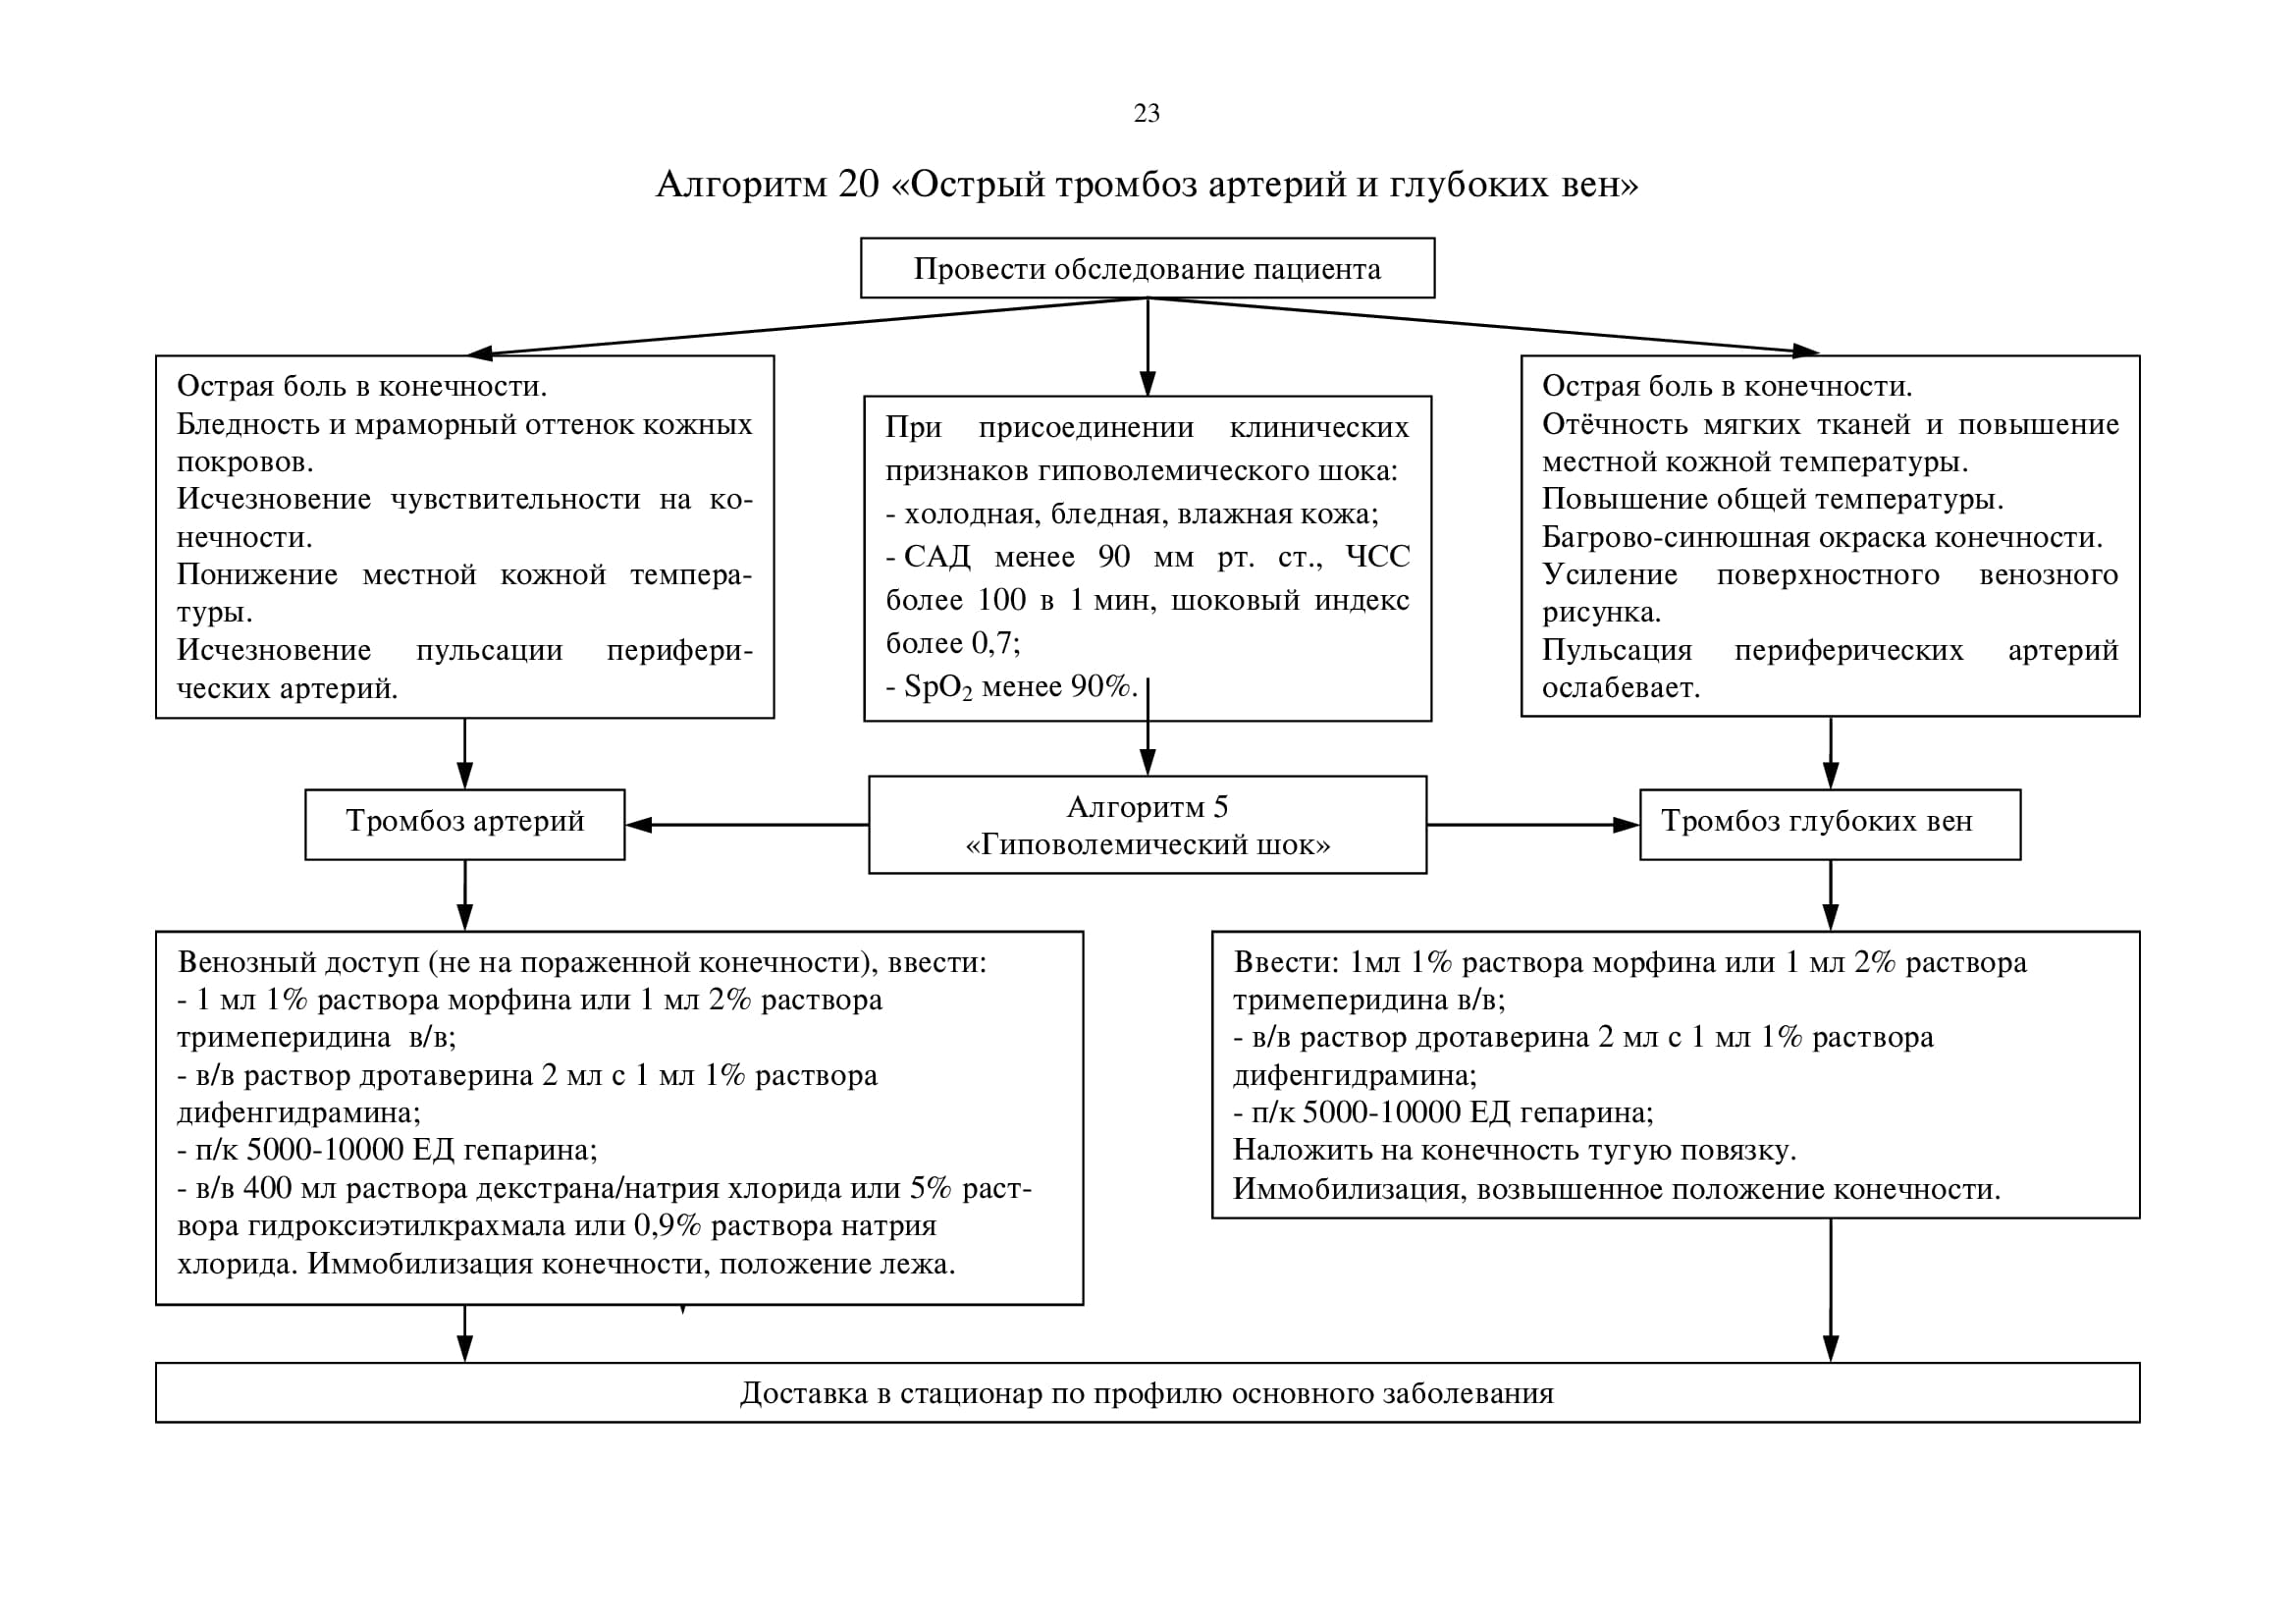 23
Алгоритм 20 «Острый тромбоз артерий и глубоких вен»
Провести обследование пациента
Острая боль в конечности.
Бледность и мраморный оттенок кожных
покровов.
Исчезновение чувствительности на ко-
нечности.
Понижение местной кожной темпера-
туры.
Исчезновение пульсации перифери-
ческих артерий.
При присоединении клинических
признаков гиповолемического шока:
- холодная, бледная, влажная кожа;
- САД менее 90 мм рт. ст., ЧСС
более 100 в 1 мин, шоковый индекс
более 0,7;
- SpO₂ менее 90%.
Острая боль в конечности.
Отёчность мягких тканей и повышение
местной кожной температуры.
Повышение общей температуры.
Багрово-синюшная окраска конечности.
Усиление поверхностного венозного
рисунка.
Пульсация периферических артерий
ослабевает.
Тромбоз артерий
Алгоритм 5
«Гиповолемический шок»
Тромбоз глубоких вен
Венозный доступ (не на пораженной конечности), ввести:
- 1 мл 1% раствора морфина или 1 мл 2% раствора
тримеперидина в/в;
- в/в раствор дротаверина 2 мл с 1 мл 1% раствора
дифенгидрамина;
- п/к 5000-10000 ЕД гепарина;
- в/в 400 мл раствора декстрана/натрия хлорида или 5% раст-
вора гидроксиэтилкрахмала или 0,9% раствора натрия
хлорида. Иммобилизация конечности, положение лежа.
Ввести: 1мл 1% раствора морфина или 1 мл 2% раствора
тримеперидина в/в;
- в/в раствор дротаверина 2 мл с 1 мл 1% раствора
дифенгидрамина;
- п/к 5000-10000 ЕД гепарина;
Наложить на конечность тугую повязку.
Иммобилизация, возвышенное положение конечности.
Доставка в стационар по профилю основного заболевания